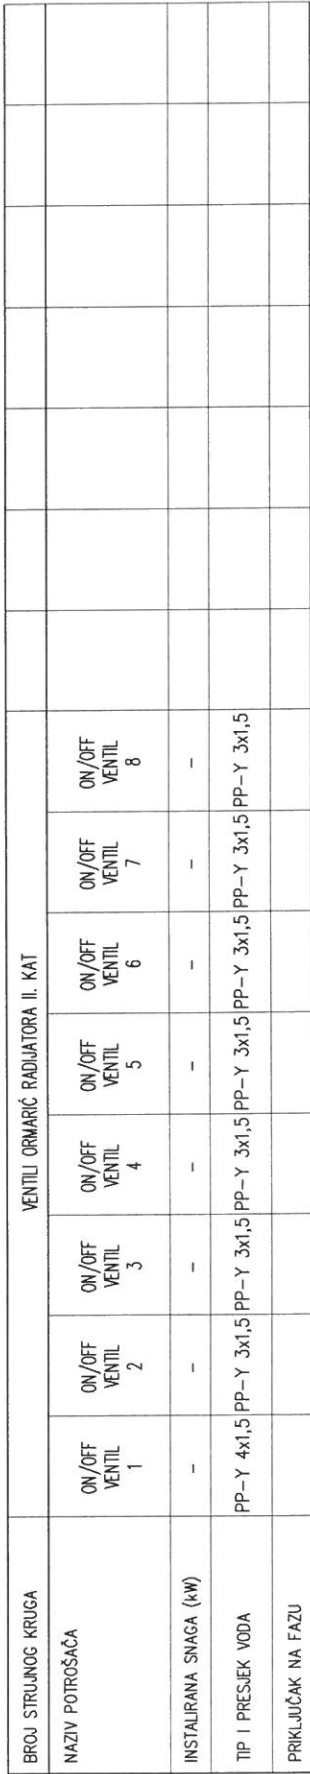 BROJ STRUJNOG KRUGA
VENTILI ORMARIĆ RADIJATORA II. KAT
NAZIV POTROŠAČA
ON/OFF VENTIL 1
ON/OFF VENTIL 2
ON/OFF VENTIL 3
ON/OFF VENTIL 4
ON/OFF VENTIL 5
ON/OFF VENTIL 6
ON/OFF VENTIL 7
ON/OFF VENTIL 8
INSTALIRANA SNAGA (kW)
- - - - - - - -
TIP I PRESJEK VODA
PP-Y 4x1,5 PP-Y 3x1,5 PP-Y 3x1,5 PP-Y 3x1,5 PP-Y 3x1,5 PP-Y 3x1,5 PP-Y 3x1,5 PP-Y 3x1,5
PRIKLJUČAK NA FAZU